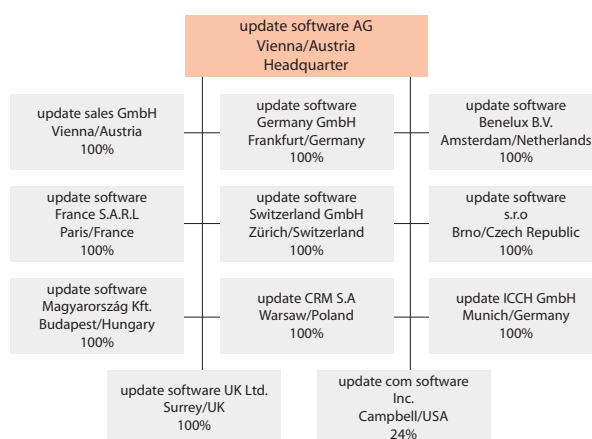 update software AG
Vienna/Austria
Headquarter
update sales GmbH
Vienna/Austria
100%
update software
Germany GmbH
Frankfurt/Germany
100%
update software
Benelux B.V.
Amsterdam/Netherlands
100%
update software
France S.A.R.L
Paris/France
100%
update software
Switzerland GmbH
Zürich/Switzerland
100%
update software
s.r.o
Brno/Czech Republic
100%
update software
Magyarország Kft.
Budapest/Hungary
100%
update CRM S.A
Warsaw/Poland
100%
update ICCH GmbH
Munich/Germany
100%
update software UK Ltd.
Surrey/UK
100%
update com software
Inc.
Campbell/USA
24%